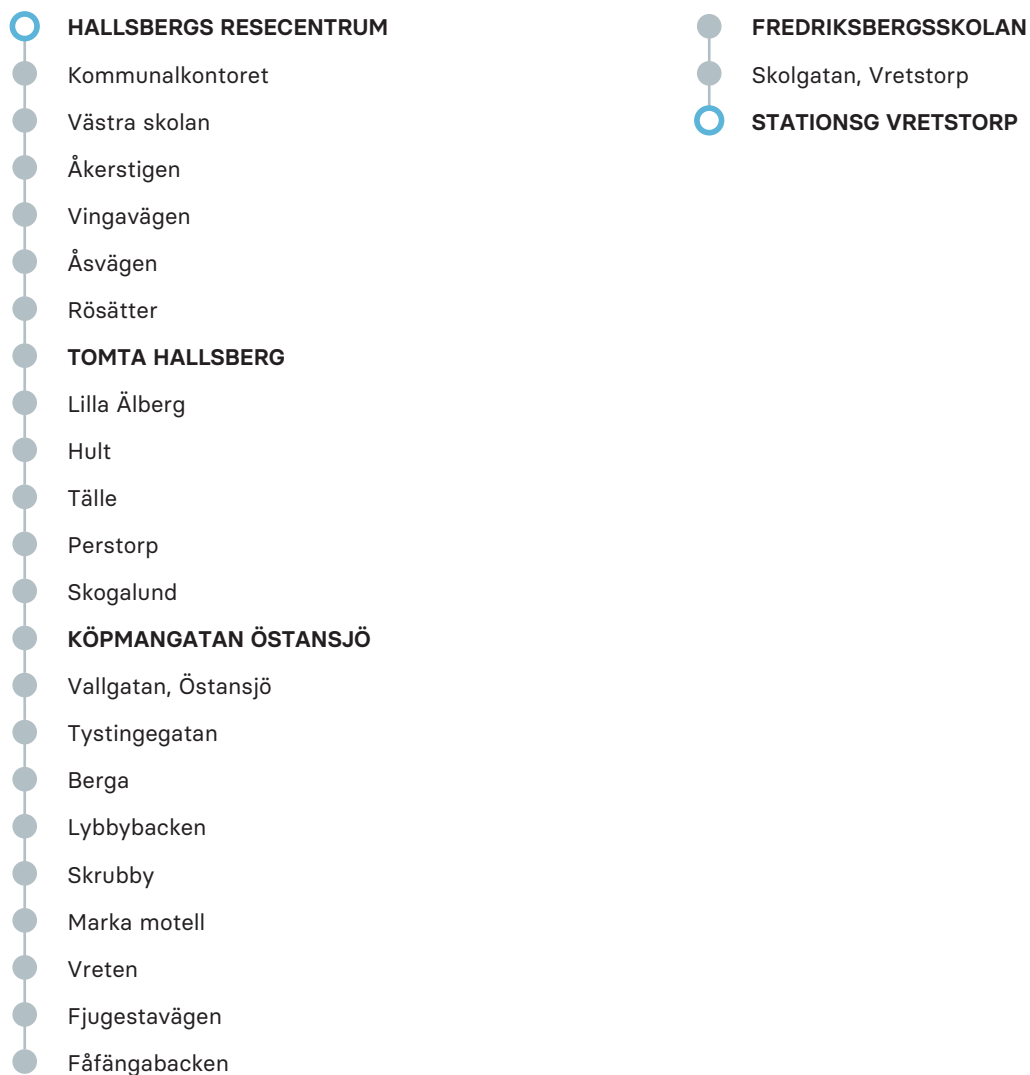 HALLSBERGS RESECENTRUM
Kommunalkontoret
Västra skolan
Åkerstigen
Vingavägen
Åsvägen
Rösätter
TOMTA HALLSBERG
Lilla Älberg
Hult
Tälle
Perstorp
Skogalund
KÖPMANGATAN ÖSTANSJÖ
Vallgatan, Östansjö
Tystingegatan
Berga
Lybbybacken
Skrubby
Marka motell
Vreten
Fjugestavägen
Fåfängabacken
FREDRIKSBERGSSKOLAN
Skolgatan, Vretstorp
STATIONSG VRETSTORP